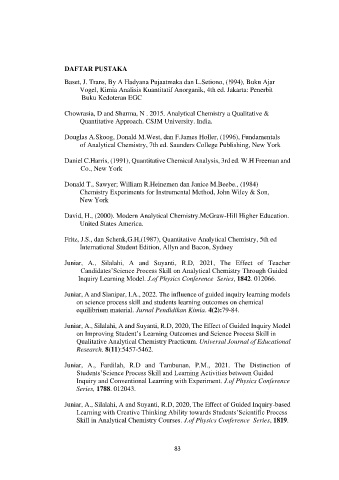 DAFTAR PUSTAKA
Baset, J. Trans, By A Hadyana Pujaatmaka dan L.Setiono, (1994), Buku Ajar
Vogel, Kimia Analisis Kuantitatif Anorganik, 4th ed. Jakarta: Penerbit
Buku Kedoteran EGC
Chowrasia, D and Sharma, N . 2015. Analytical Chemistry a Qualitative &
Quantitative Approach. CSJM University. India.
Douglas A.Skoog, Donald M.West, dan F.James Holler, (1996), Fundamentals
of Analytical Chemistry, 7th ed. Saunders College Publishing, New York
Daniel C.Harris, (1991), Quantitative Chemical Analysis, 3rd ed. W.H Freeman and
Co., New York
Donald T., Sawyer; William R.Heinemen dan Janice M.Beebe., (1984)
Chemistry Experiments for Instrumental Method, John Wiley & Son,
New York
David, H., (2000). Modern Analytical Chemistry.McGraw-Hill Higher Education.
United States America.
Fritz, J.S., dan Schenk,G.H,(1987), Quantitative Analytical Chemistry, 5th ed
International Student Edition, Allyn and Bacon, Sydney
Juniar, A., Silalahi, A and Suyanti, R.D, 2021, The Effect of Teacher
Candidates'Science Process Skill on Analytical Chemistry Through Guided
Inquiry Learning Model. J.of Physics Conference Series, 1842. 012066.
Juniar, A and Sianipar, I.A., 2022. The influence of guided inquiry learning models
on science process skill and students learning outcomes on chemical
equilibrium material. Jurnal Pendidikan Kimia. 4(2):79-84.
Juniar, A., Silalahi, A and Suyanti, R.D, 2020, The Effect of Guided Inquiry Model
on Improving Student's Learning Outcomes and Science Process Skill in
Qualitative Analytical Chemistry Practicum. Universal Journal of Educational
Research. 8(11):5457-5462.
Juniar, A., Fardilah, R.D and Tambunan, P.M., 2021. The Distinction of
Students'Science Process Skill and Learning Activities between Guided
Inquiry and Conventional Learning with Experiment. J.of Physics Conference
Series, 1788. 012043.
Juniar, A., Silalahi, A and Suyanti, R.D, 2020, The Effect of Guided Inquiry-based
Learning with Creative Thinking Ability towards Students'Scientific Process
Skill in Analytical Chemistry Courses. J.of Physics Conference Series, 1819.
83